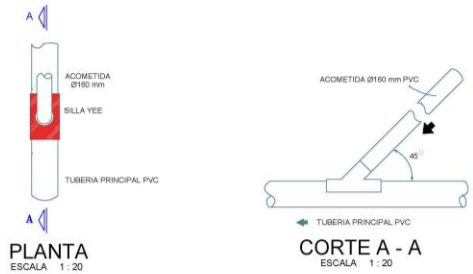 A
ACOMETIDA
Ø160 mm
SILLA YEE
TUBERIA PRINCIPAL PVC
A
PLANTA
ESCALA 1 : 20
ACOMETIDA Ø160 mm PVC
45°
TUBERIA PRINCIPAL PVC
CORTE A - A
ESCALA 1 : 20